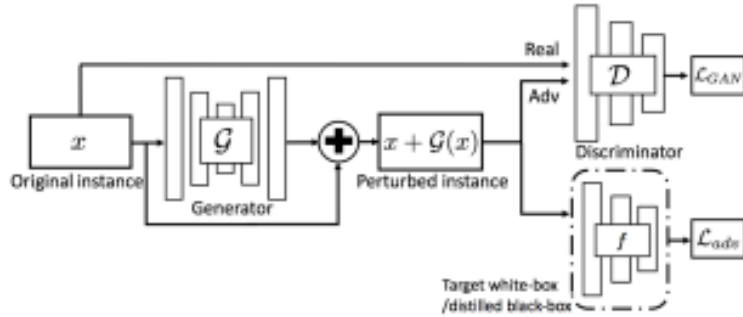 Real
𝒟
ℒ_GAN
Adv
x
𝒢
x + 𝒢(x)
Original instance
Generator
Perturbed instance
Discriminator
f
ℒ_adv
Target white-box
/distilled black-box